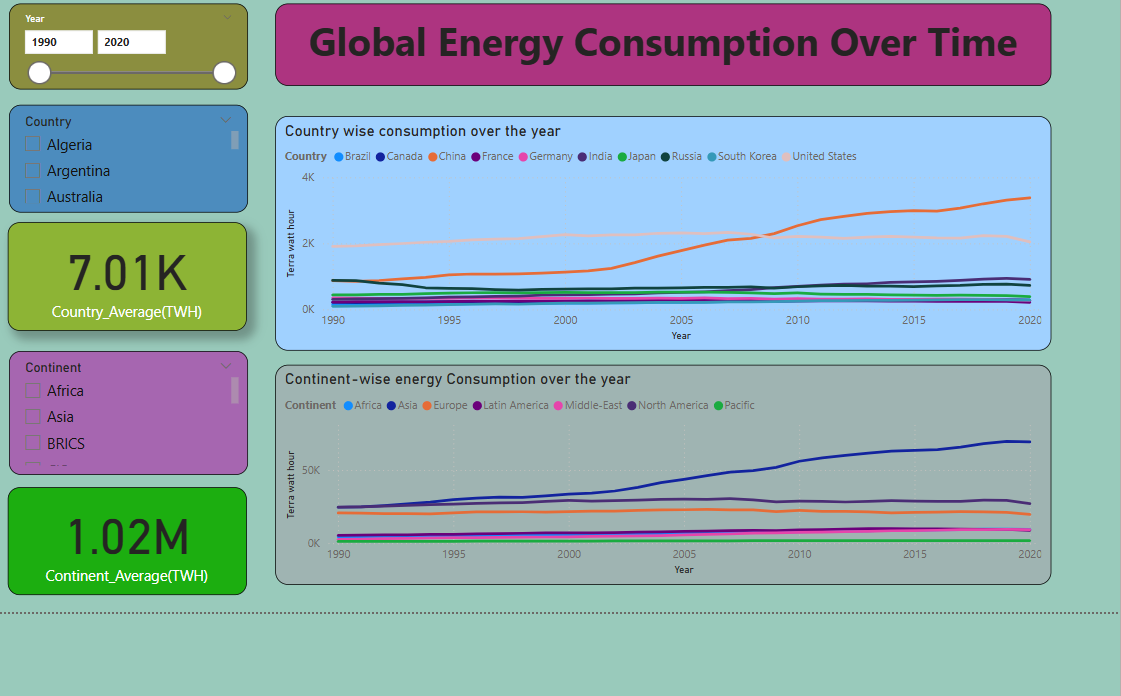 Year
1990 2020
Country
Algeria
Argentina
Australia
7.01K
Country_Average(TWH)
Continent
Africa
Asia
BRICS
1.02M
Continent_Average(TWH)
Global Energy Consumption Over Time
Country wise consumption over the year
Country Brazil Canada China France Germany India Japan Russia South Korea United States
Terra watt hour
4K
2K
0K
1990 1995 2000 2005 2010 2015 2020
Year
Continent-wise energy Consumption over the year
Continent Africa Asia Europe Latin America Middle-East North America Pacific
Terra watt hour
50K
0K
1990 1995 2000 2005 2010 2015 2020
Year